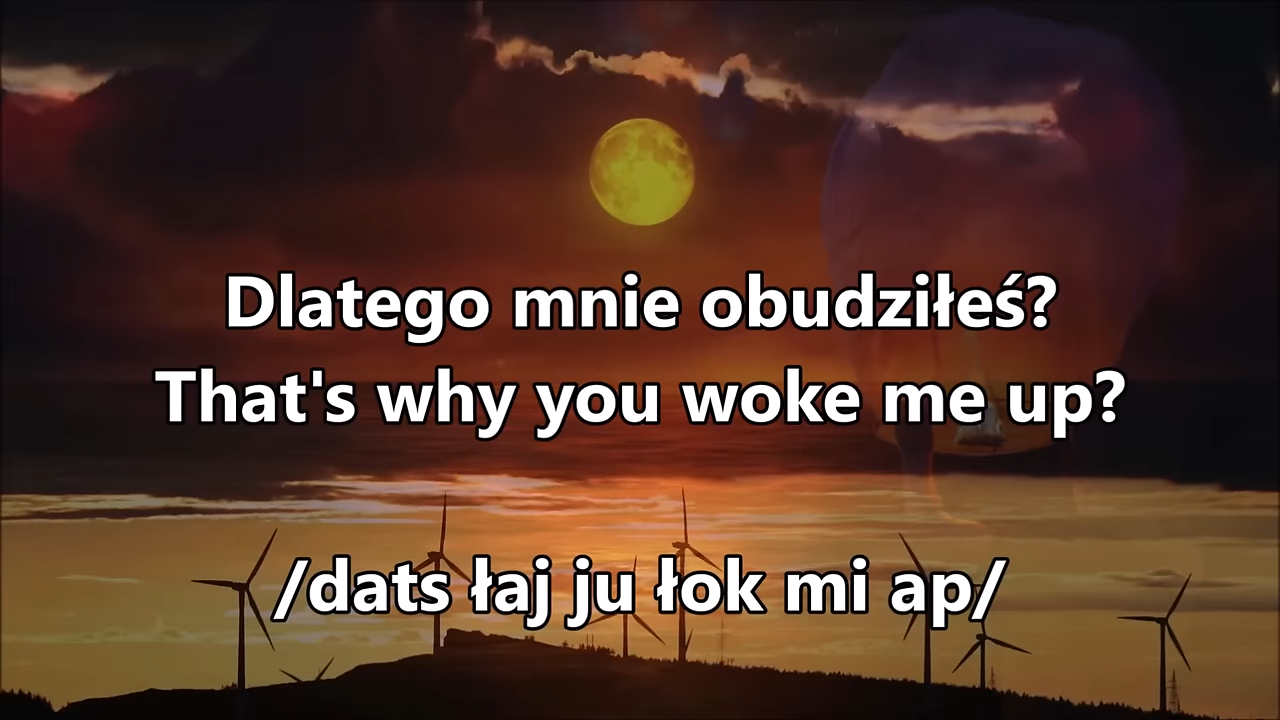 Dlatego mnie obudziłeś?
That's why you woke me up?
/dats łaj ju łok mi ap/